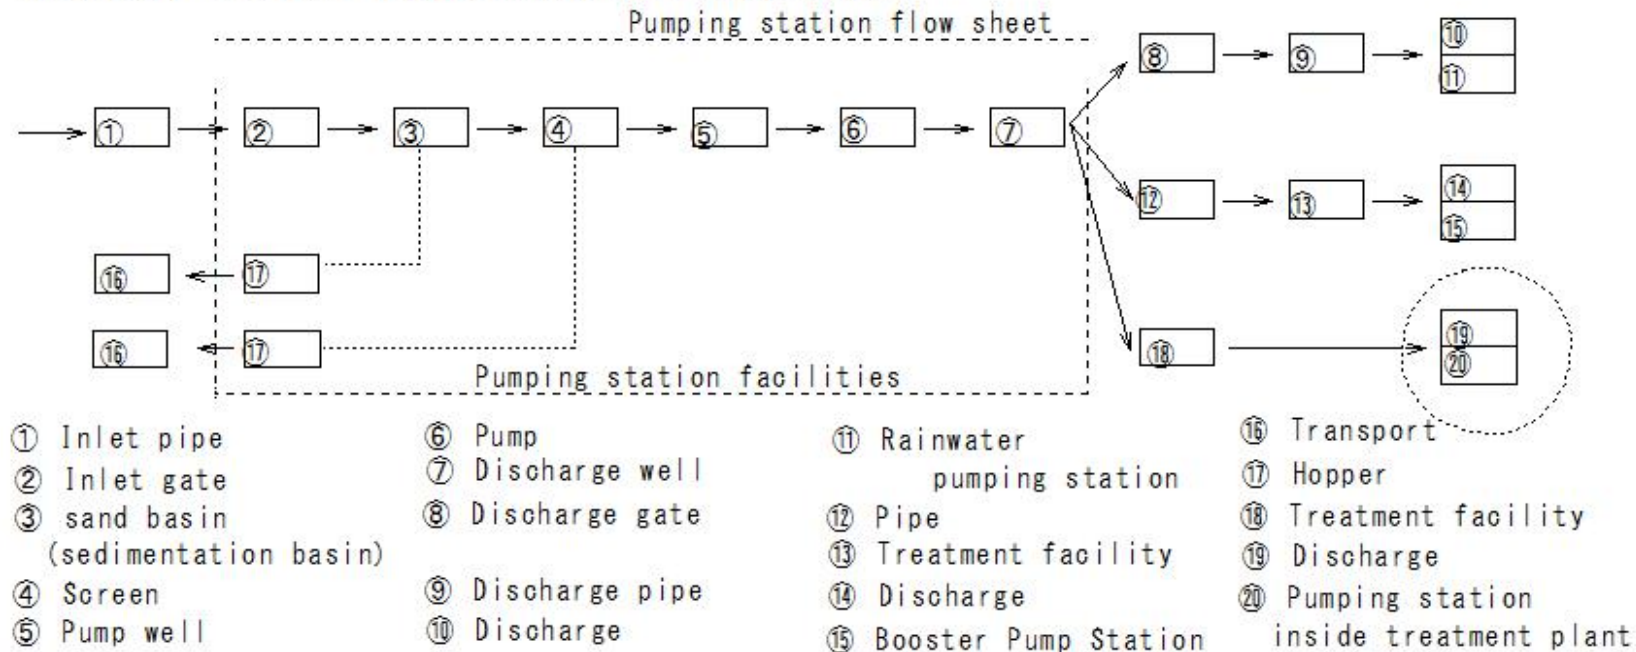 Pumping station flow sheet
⑧ ⑨ ⑩
⑪
① ② ③ ④ ⑤ ⑥ ⑦
⑫ ⑬ ⑭
⑮
⑯ ⑰
⑯ ⑰
⑱ ⑲
⑳
Pumping station facilities
① Inlet pipe
② Inlet gate
③ sand basin
(sedimentation basin)
④ Screen
⑤ Pump well
⑥ Pump
⑦ Discharge well
⑧ Discharge gate
⑨ Discharge pipe
⑩ Discharge
⑪ Rainwater
pumping station
⑫ Pipe
⑬ Treatment facility
⑭ Discharge
⑮ Booster Pump Station
⑯ Transport
⑰ Hopper
⑱ Treatment facility
⑲ Discharge
⑳ Pumping station
inside treatment plant